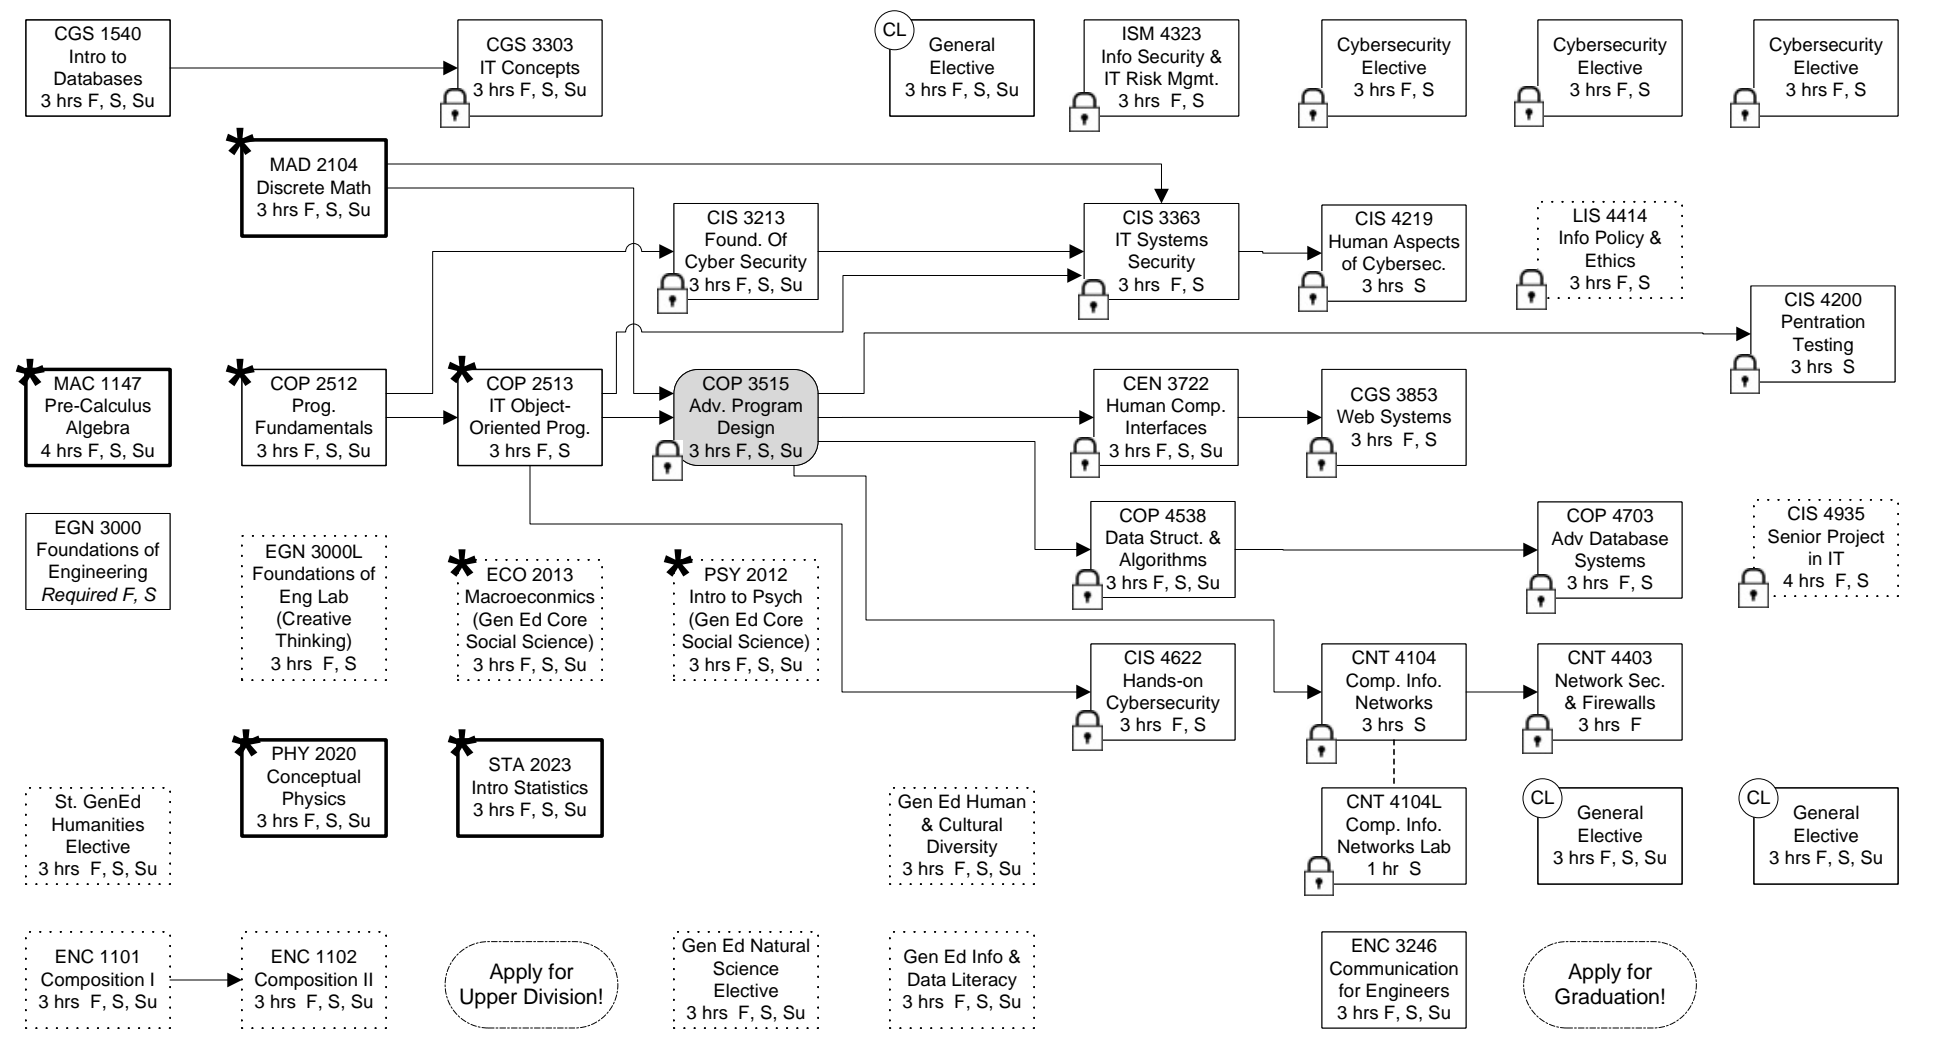 CGS 1540
Intro to
Databases
3 hrs F, S, Su
CGS 3303
IT Concepts
3 hrs F, S, Su
CL
General
Elective
3 hrs F, S, Su
ISM 4323
Info Security &
IT Risk Mgmt.
3 hrs F, S
Cybersecurity
Elective
3 hrs F, S
Cybersecurity
Elective
3 hrs F, S
Cybersecurity
Elective
3 hrs F, S
*
MAD 2104
Discrete Math
3 hrs F, S, Su
CIS 3213
Found. Of
Cyber Security
3 hrs F, S, Su
CIS 3363
IT Systems
Security
3 hrs F, S
CIS 4219
Human Aspects
of Cybersec.
3 hrs S
LIS 4414
Info Policy &
Ethics
3 hrs F, S
CIS 4200
Pentration
Testing
3 hrs S
*
MAC 1147
Pre-Calculus
Algebra
4 hrs F, S, Su
*
COP 2512
Prog.
Fundamentals
3 hrs F, S, Su
*
COP 2513
IT Object-
Oriented Prog.
3 hrs F, S
COP 3515
Adv. Program
Design
3 hrs F, S, Su
CEN 3722
Human Comp.
Interfaces
3 hrs F, S, Su
CGS 3853
Web Systems
3 hrs F, S
EGN 3000
Foundations of
Engineering
Required F, S
EGN 3000L
Foundations of
Eng Lab
(Creative
Thinking)
3 hrs F, S
*
ECO 2013
Macroeconmics
(Gen Ed Core
Social Science)
3 hrs F, S, Su
*
PSY 2012
Intro to Psych
(Gen Ed Core
Social Science)
3 hrs F, S, Su
COP 4538
Data Struct. &
Algorithms
3 hrs F, S, Su
COP 4703
Adv Database
Systems
3 hrs F, S
CIS 4935
Senior Project
in IT
4 hrs F, S
CIS 4622
Hands-on
Cybersecurity
3 hrs F, S
CNT 4104
Comp. Info.
Networks
3 hrs S
CNT 4403
Network Sec.
& Firewalls
3 hrs F
*
PHY 2020
Conceptual
Physics
3 hrs F, S, Su
*
STA 2023
Intro Statistics
3 hrs F, S, Su
St. GenEd
Humanities
Elective
3 hrs F, S, Su
Gen Ed Human
& Cultural
Diversity
3 hrs F, S, Su
CNT 4104L
Comp. Info.
Networks Lab
1 hr S
CL
General
Elective
3 hrs F, S, Su
CL
General
Elective
3 hrs F, S, Su
ENC 1101
Composition I
3 hrs F, S, Su
ENC 1102
Composition II
3 hrs F, S, Su
Apply for
Upper Division!
Gen Ed Natural
Science
Elective
3 hrs F, S, Su
Gen Ed Info &
Data Literacy
3 hrs F, S, Su
ENC 3246
Communication
for Engineers
3 hrs F, S, Su
Apply for
Graduation!